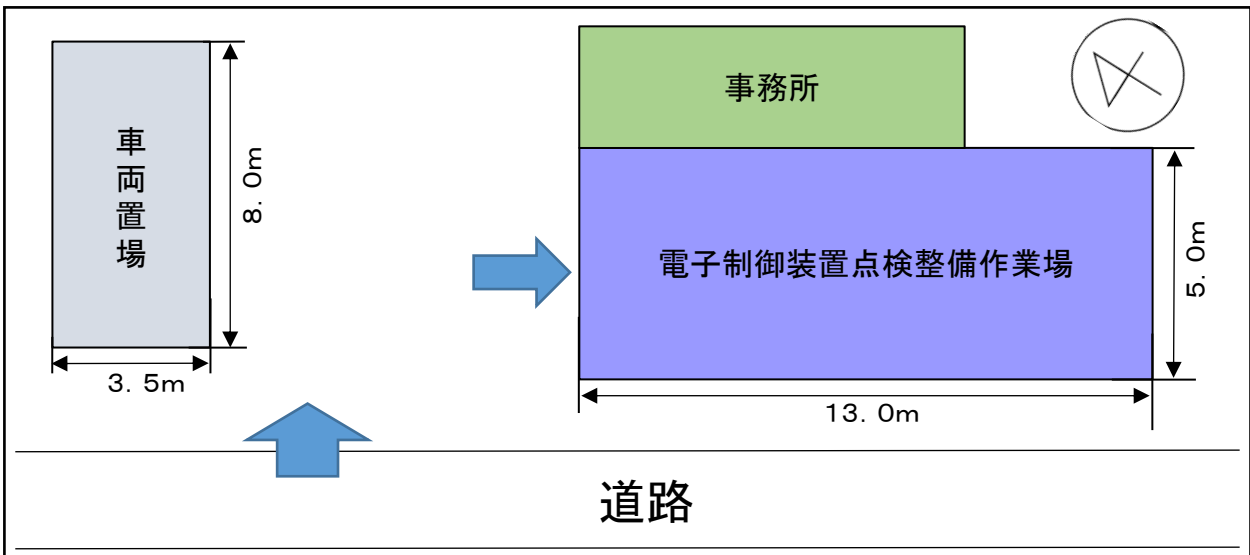 事務所
車両置場
8. 0m
電子制御装置点検整備作業場
5. 0m
3. 5m
13. 0m
道路